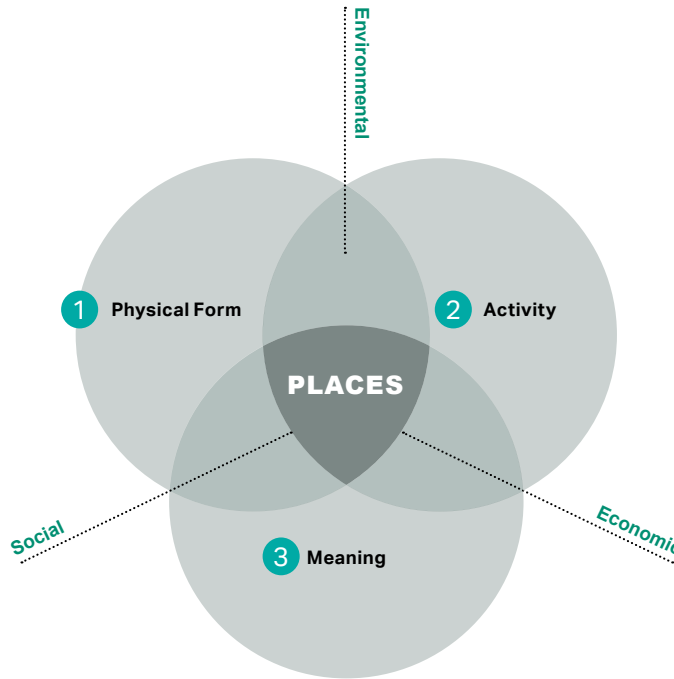 Environmental
1 Physical Form
2 Activity
PLACES
Social
Economic
3 Meaning